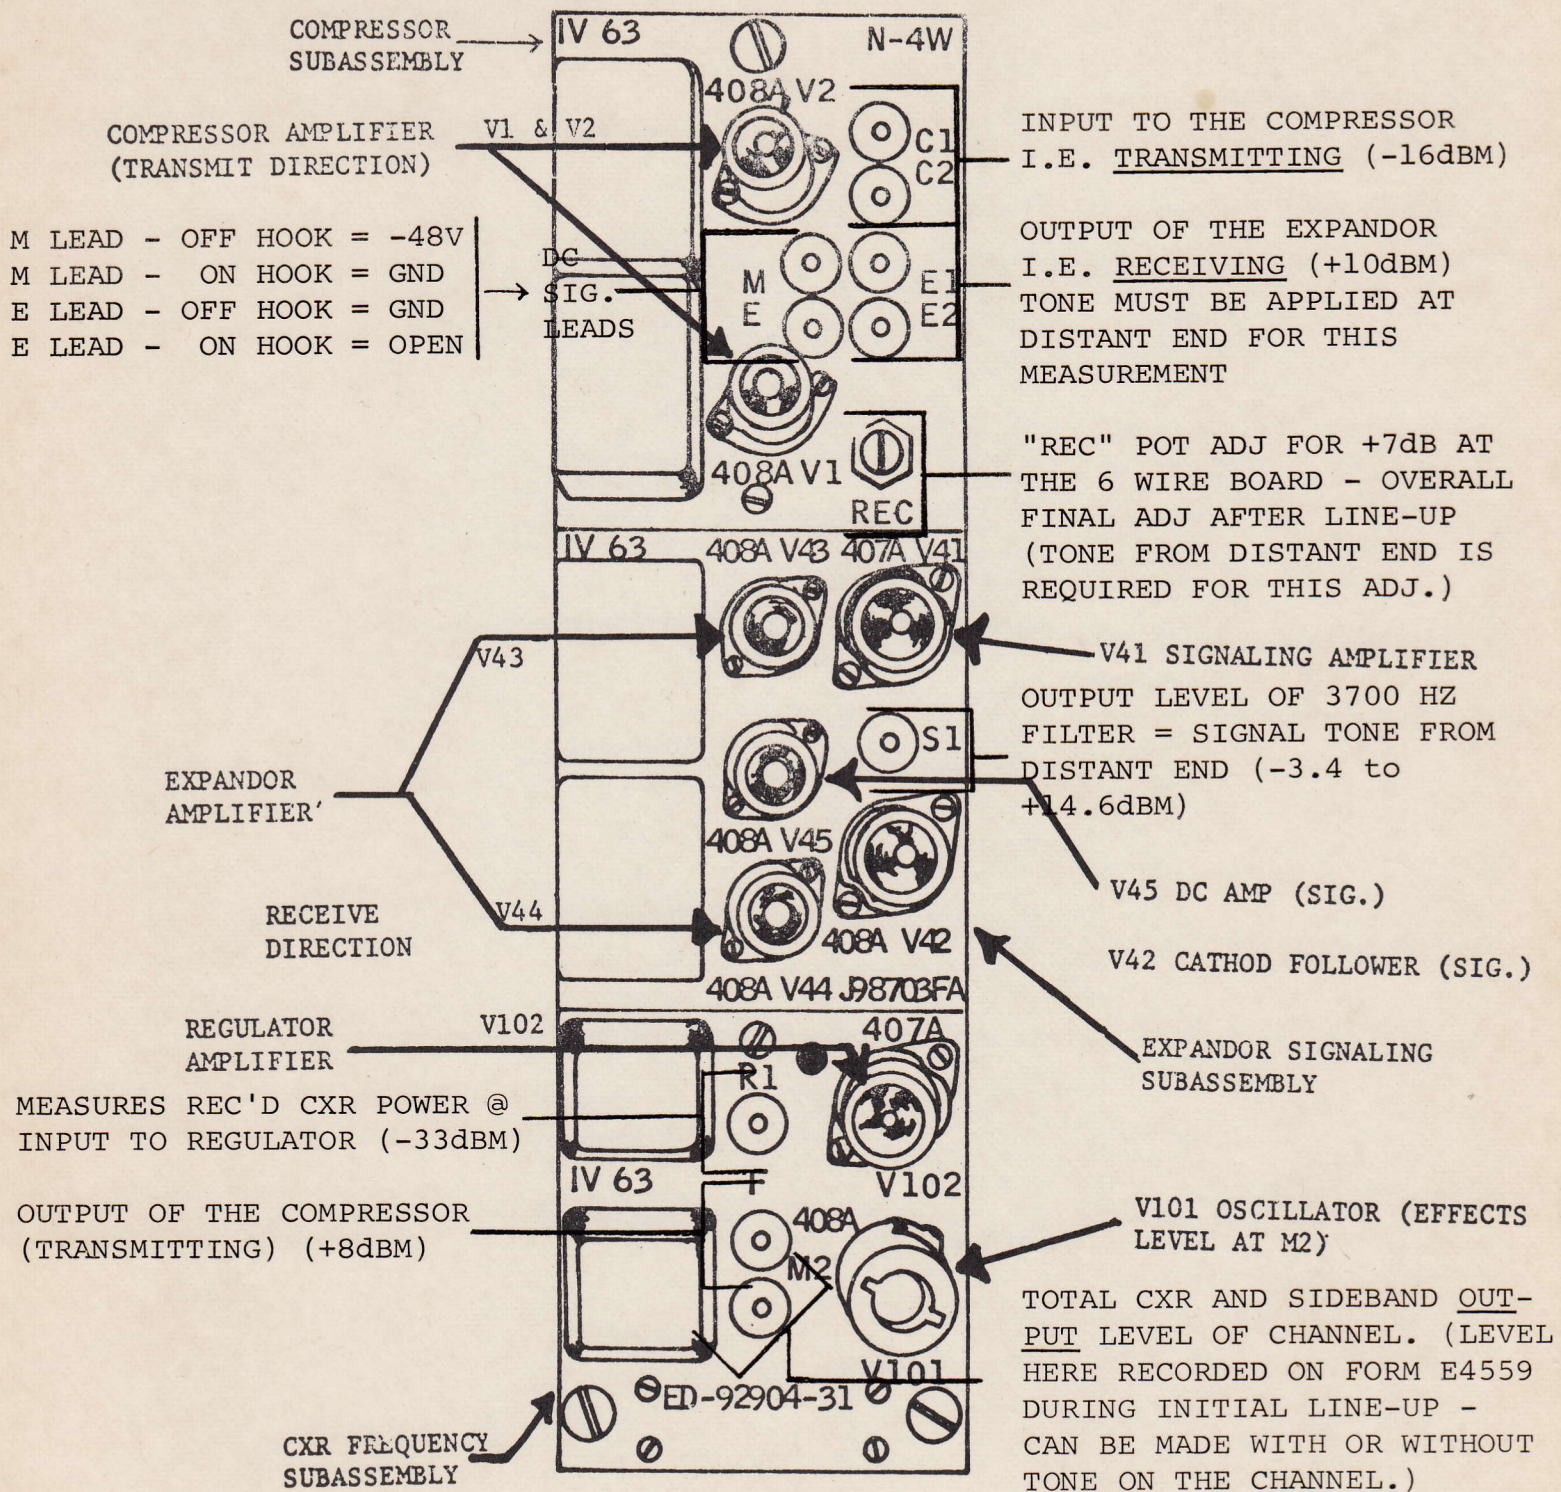 COMPRESSOR
SUBASSEMBLY
IV 63
N-4W
408A V2
COMPRESSOR AMPLIFIER
(TRANSMIT DIRECTION)
V1 & V2
C1
C2
INPUT TO THE COMPRESSOR
I.E. TRANSMITTING (-16dBM)
M LEAD - OFF HOOK = -48V
M LEAD - ON HOOK = GND
E LEAD - OFF HOOK = GND
E LEAD - ON HOOK = OPEN
DC
SIG.
LEADS
M
E
E1
E2
OUTPUT OF THE EXPANDOR
I.E. RECEIVING (+10dBM)
TONE MUST BE APPLIED AT
DISTANT END FOR THIS
MEASUREMENT
408A V1
REC
"REC" POT ADJ FOR +7dB AT
THE 6 WIRE BOARD - OVERALL
FINAL ADJ AFTER LINE-UP
(TONE FROM DISTANT END IS
REQUIRED FOR THIS ADJ.)
IV 63
408A V43
407A V41
V43
V41 SIGNALING AMPLIFIER
OUTPUT LEVEL OF 3700 HZ
FILTER = SIGNAL TONE FROM
DISTANT END (-3.4 to
+14.6dBM)
S1
EXPANDOR
AMPLIFIER
408A V45
V45 DC AMP (SIG.)
V44
RECEIVE
DIRECTION
408A V42
V42 CATHOD FOLLOWER (SIG.)
408A V44 J98703FA
REGULATOR
AMPLIFIER
V102
407A
R1
EXPANDOR SIGNALING
SUBASSEMBLY
MEASURES REC'D CXR POWER @
INPUT TO REGULATOR (-33dBM)
IV 63
T
V102
OUTPUT OF THE COMPRESSOR
(TRANSMITTING) (+8dBM)
408A
M2
V101 OSCILLATOR (EFFECTS
LEVEL AT M2)
V101
TOTAL CXR AND SIDEBAND OUT-
PUT LEVEL OF CHANNEL. (LEVEL
HERE RECORDED ON FORM E4559
DURING INITIAL LINE-UP -
CAN BE MADE WITH OR WITHOUT
TONE ON THE CHANNEL.)
ED-92904-31
CXR FREQUENCY
SUBASSEMBLY